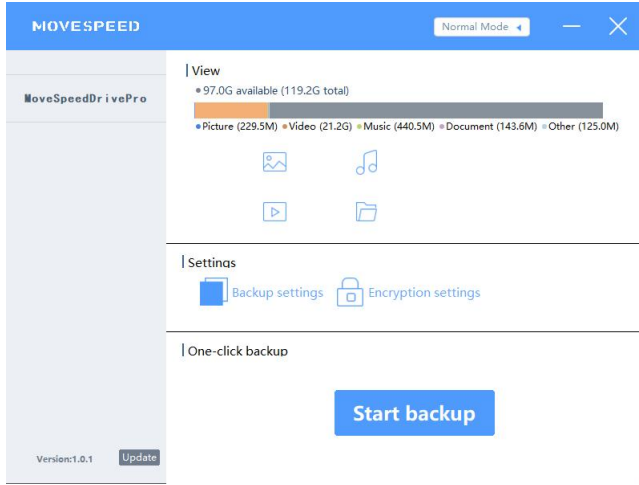 MOVESPEED
Normal Mode
View
MoveSpeedDrivePro
97.0G available (119.2G total)
Picture (229.5M) Video (21.2G) Music (440.5M) Document (143.6M) Other (125.0M)
Settings
Backup settings Encryption settings
One-click backup
Start backup
Version:1.0.1 Update